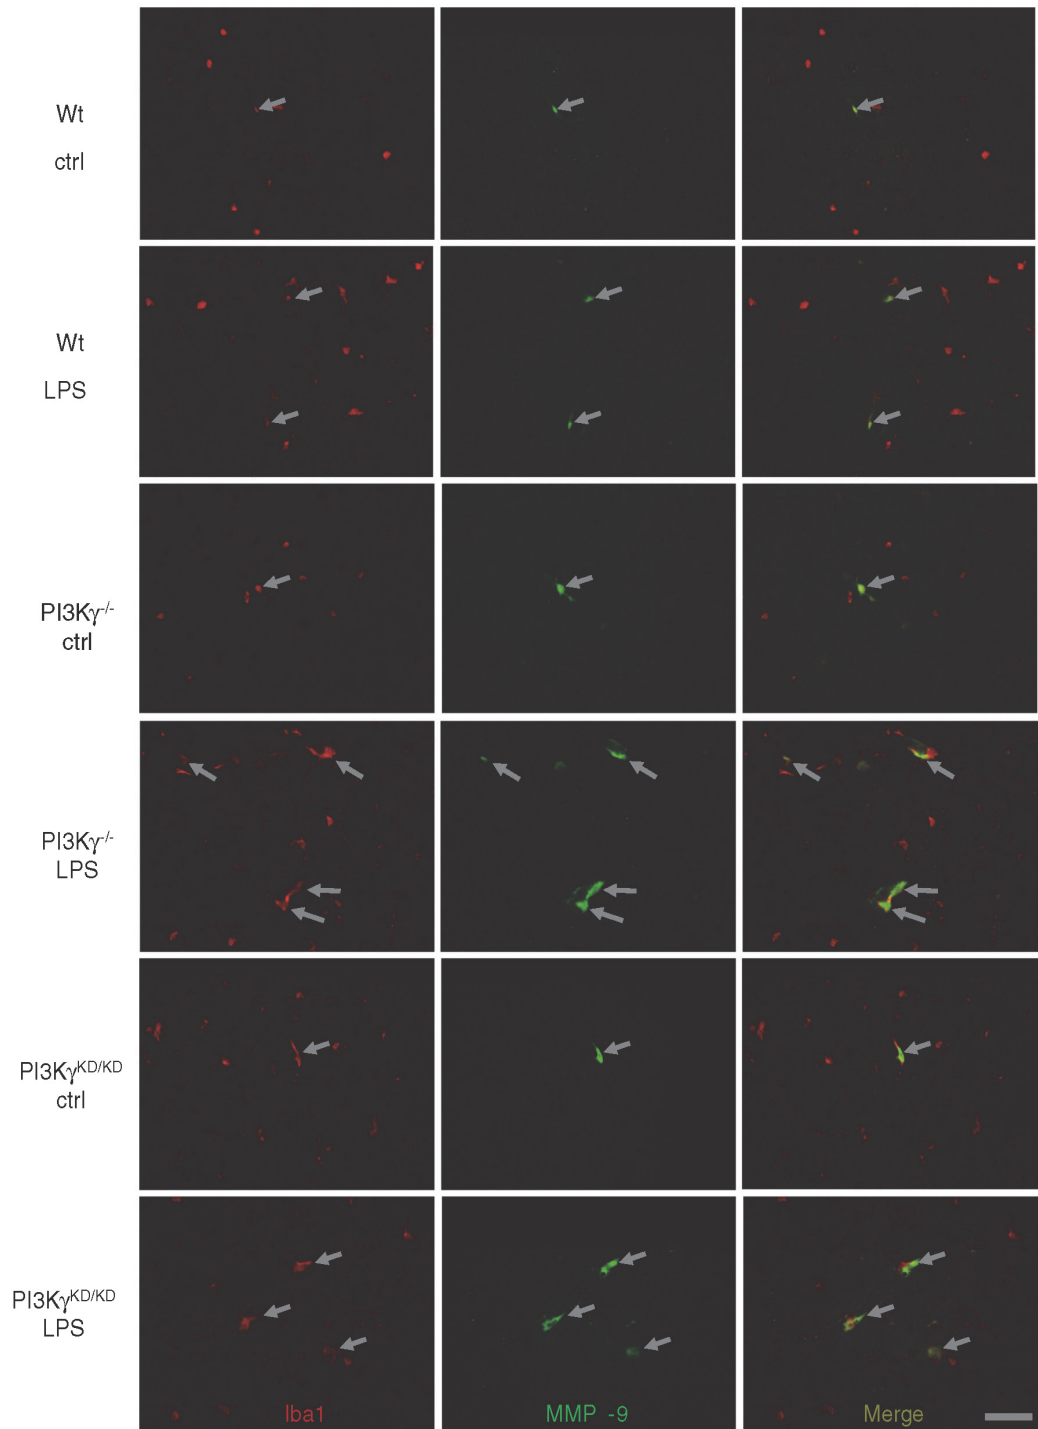 Wt
ctrl
Wt
LPS
PI3Kγ-/-
ctrl
PI3Kγ-/-
LPS
PI3KγKD/KD
ctrl
PI3KγKD/KD
LPS
Iba1 MMP -9 Merge